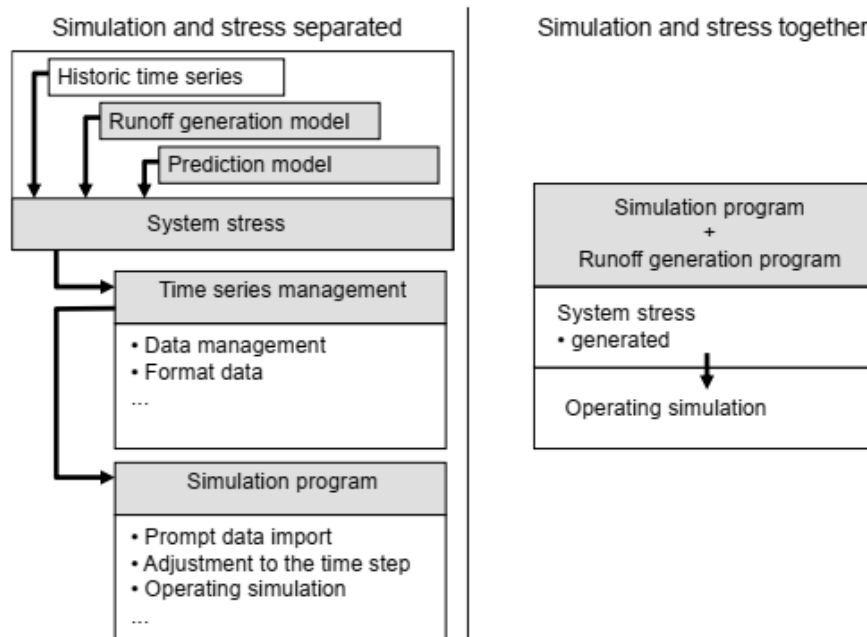 Simulation and stress separated
Historic time series
Runoff generation model
Prediction model
System stress
Time series management
• Data management
• Format data
...
Simulation program
• Prompt data import
• Adjustment to the time step
• Operating simulation
...
Simulation and stress together
Simulation program
+
Runoff generation program
System stress
• generated
Operating simulation